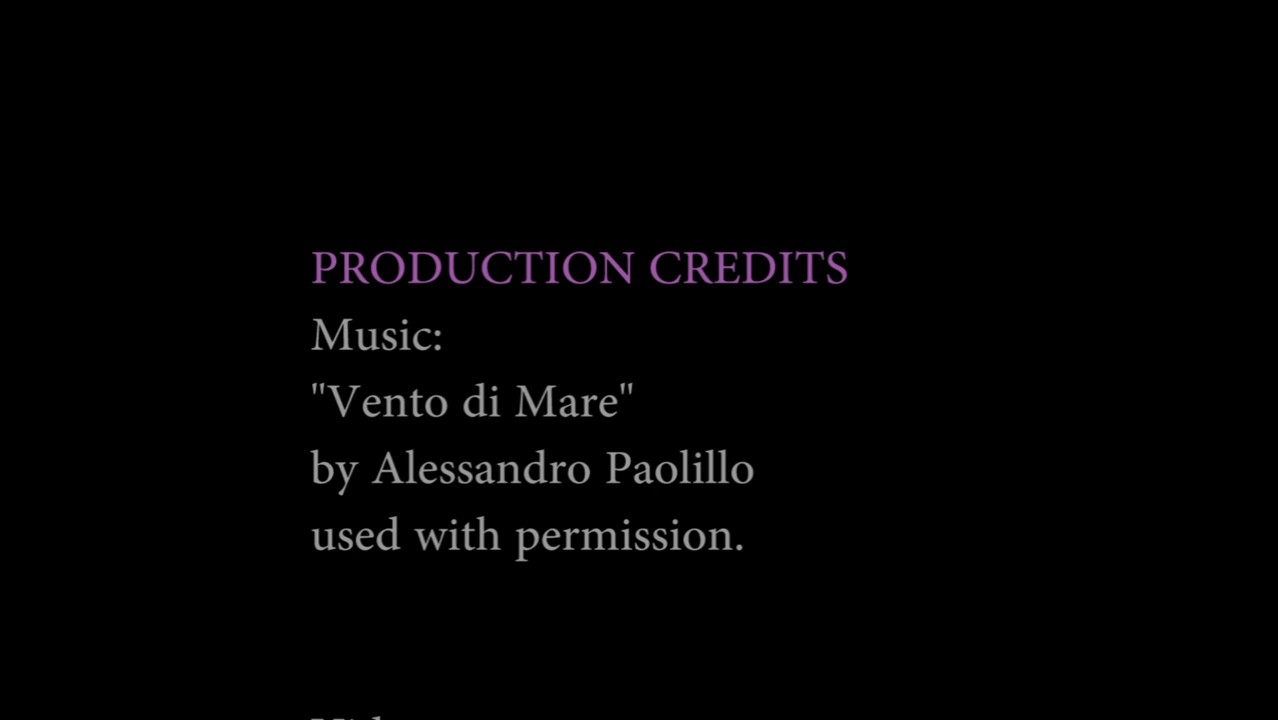 PRODUCTION CREDITS
Music:
"Vento di Mare"
by Alessandro Paolillo
used with permission.